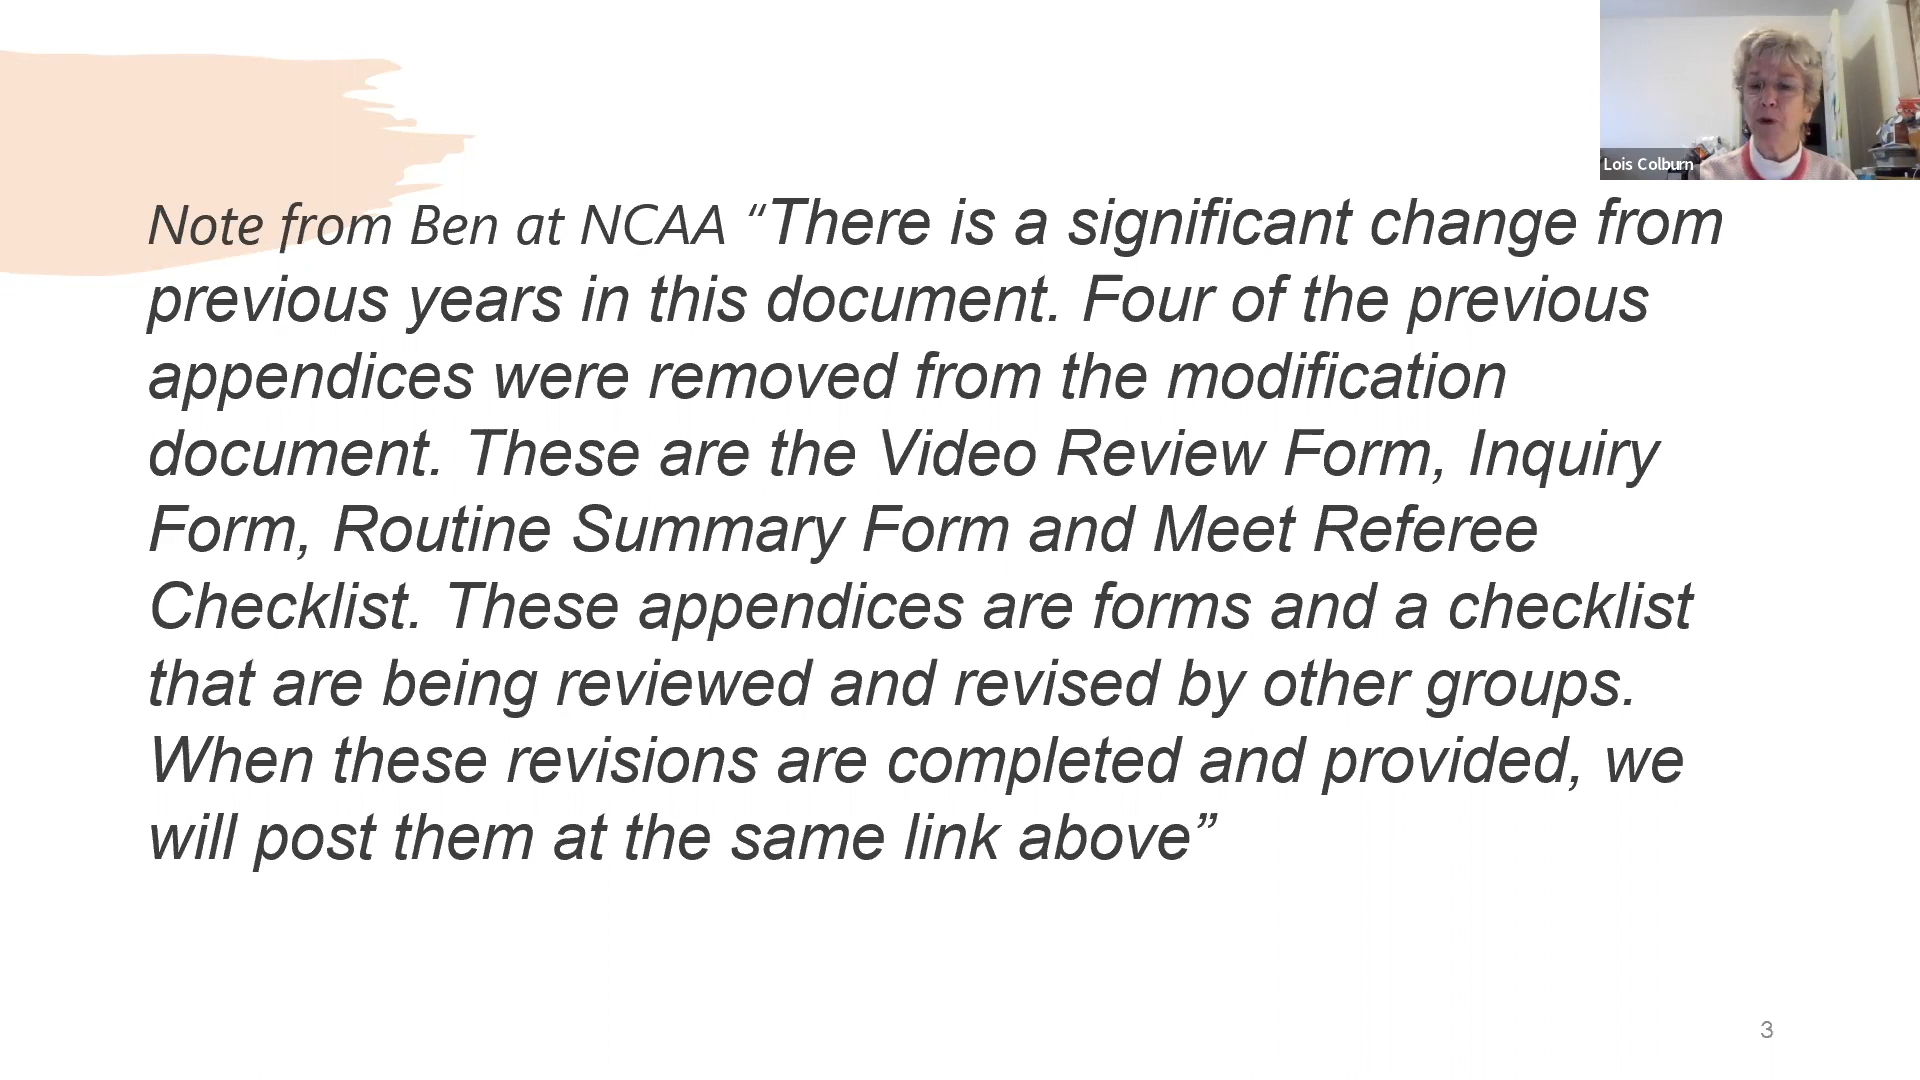 Lois Colburn
Note from Ben at NCAA “There is a significant change from
previous years in this document. Four of the previous
appendices were removed from the modification
document. These are the Video Review Form, Inquiry
Form, Routine Summary Form and Meet Referee
Checklist. These appendices are forms and a checklist
that are being reviewed and revised by other groups.
When these revisions are completed and provided, we
will post them at the same link above”
3